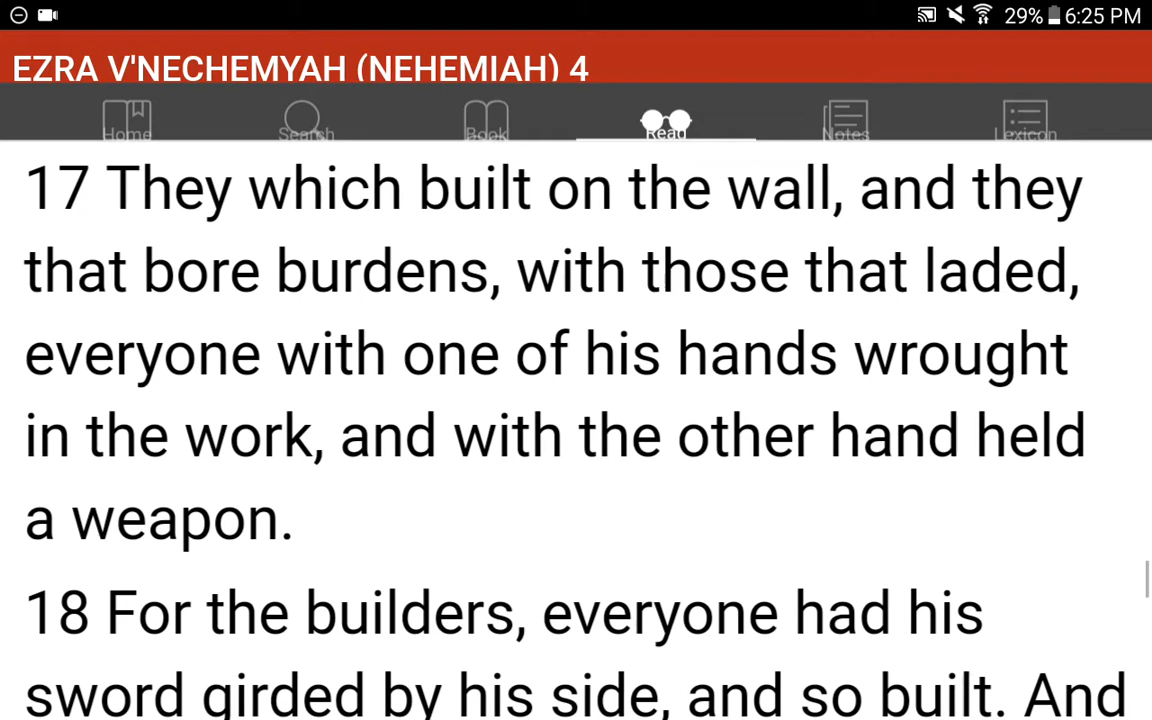 29% 6:25 PM
EZRA V'NECHEMYAH (NEHEMIAH) 4
Home Search Book Read Notes Lexicon
17 They which built on the wall, and they
that bore burdens, with those that laded,
everyone with one of his hands wrought
in the work, and with the other hand held
a weapon.
18 For the builders, everyone had his
sword girded by his side, and so built. And